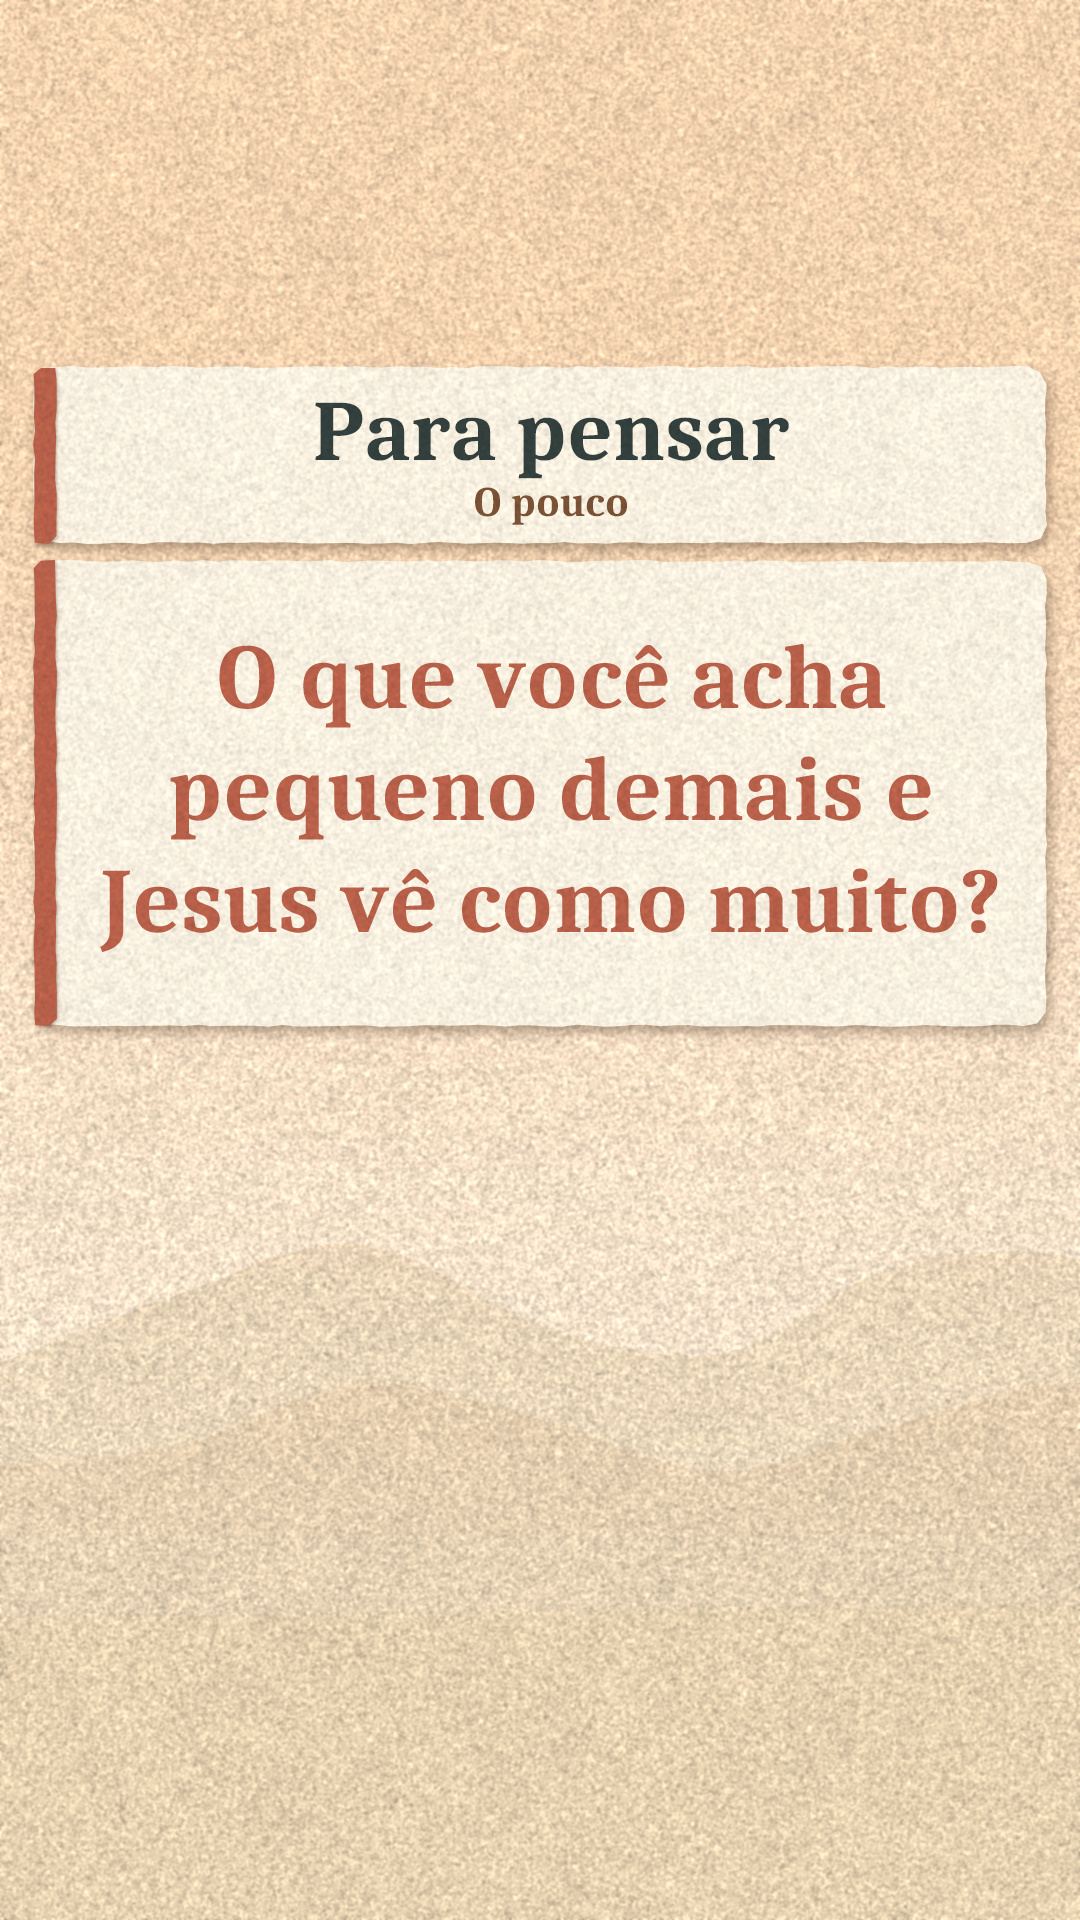 Para pensar
O pouco
O que você acha
pequeno demais e
Jesus vê como muito?